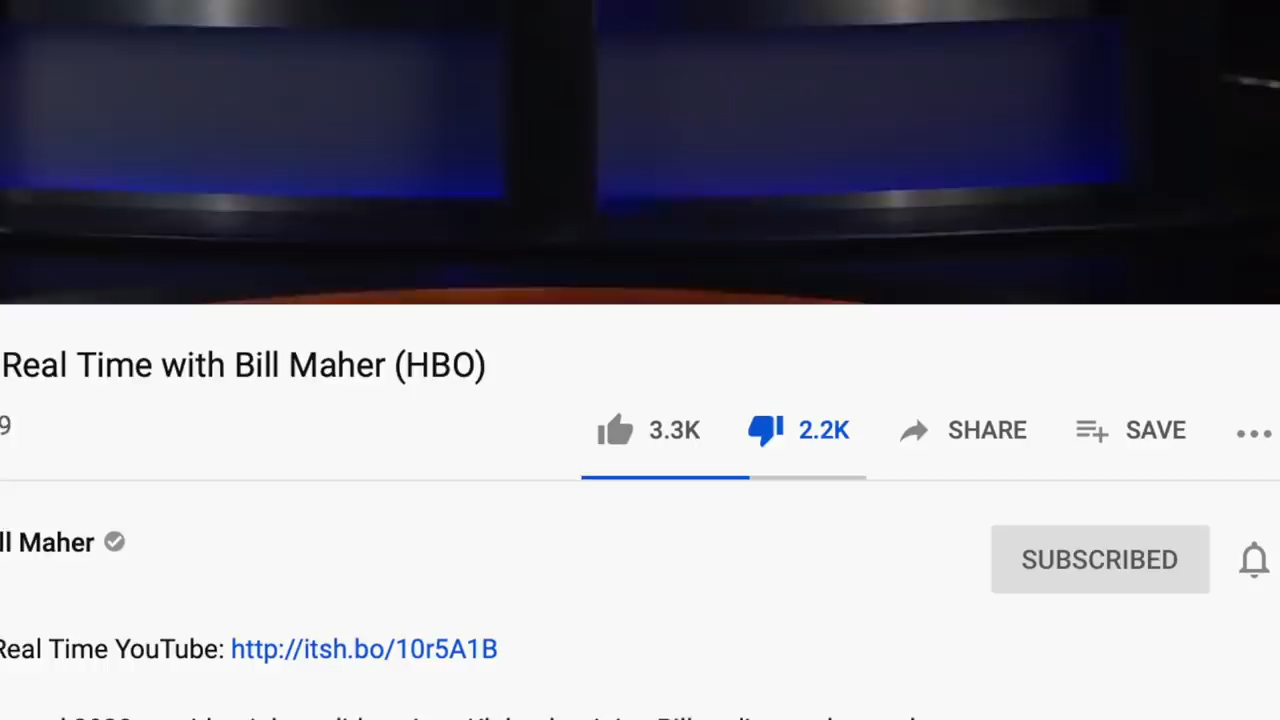 Real Time with Bill Maher (HBO)
9
3.3K 2.2K SHARE SAVE
ll Maher
SUBSCRIBED
Real Time YouTube: http://itsh.bo/10r5A1B